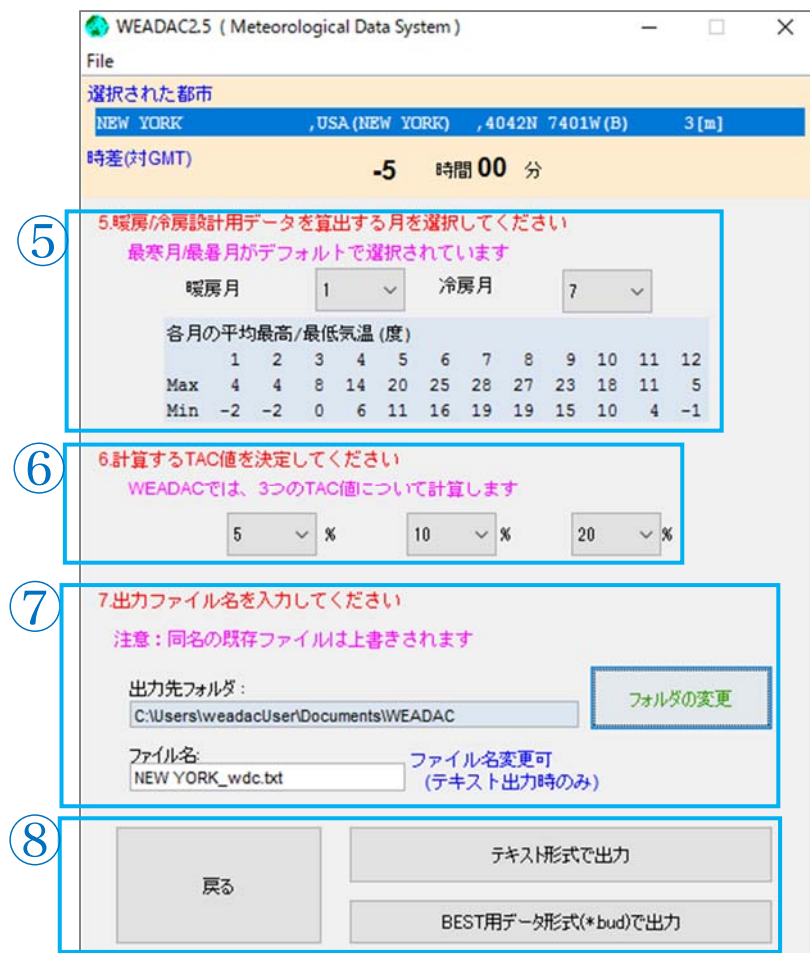 WEADAC2.5 ( Meteorological Data System )
File
選択された都市
NEW YORK ,USA(NEW YORK) ,4042N 7401W(B) 3[m]
時差(対GMT) -5 時間 00 分
⑤
5.暖房/冷房設計用データを算出する月を選択してください
最寒月/最暑月がデフォルトで選択されています
暖房月 1 冷房月 7
各月の平均最高/最低気温 (度)
1 2 3 4 5 6 7 8 9 10 11 12
Max 4 4 8 14 20 25 28 27 23 18 11 5
Min -2 -2 0 6 11 16 19 19 15 10 4 -1
⑥
6.計算するTAC値を決定してください
WEADACでは、3つのTAC値について計算します
5 % 10 % 20 %
⑦
7.出力ファイル名を入力してください
注意：同名の既存ファイルは上書きされます
出力先フォルダ：
C:\Users\weadacUser\Documents\WEADAC
フォルダの変更
ファイル名:
NEW YORK_wdc.txt
ファイル名変更可
(テキスト出力時のみ)
⑧
戻る
テキスト形式で出力
BEST用データ形式(*bud)で出力